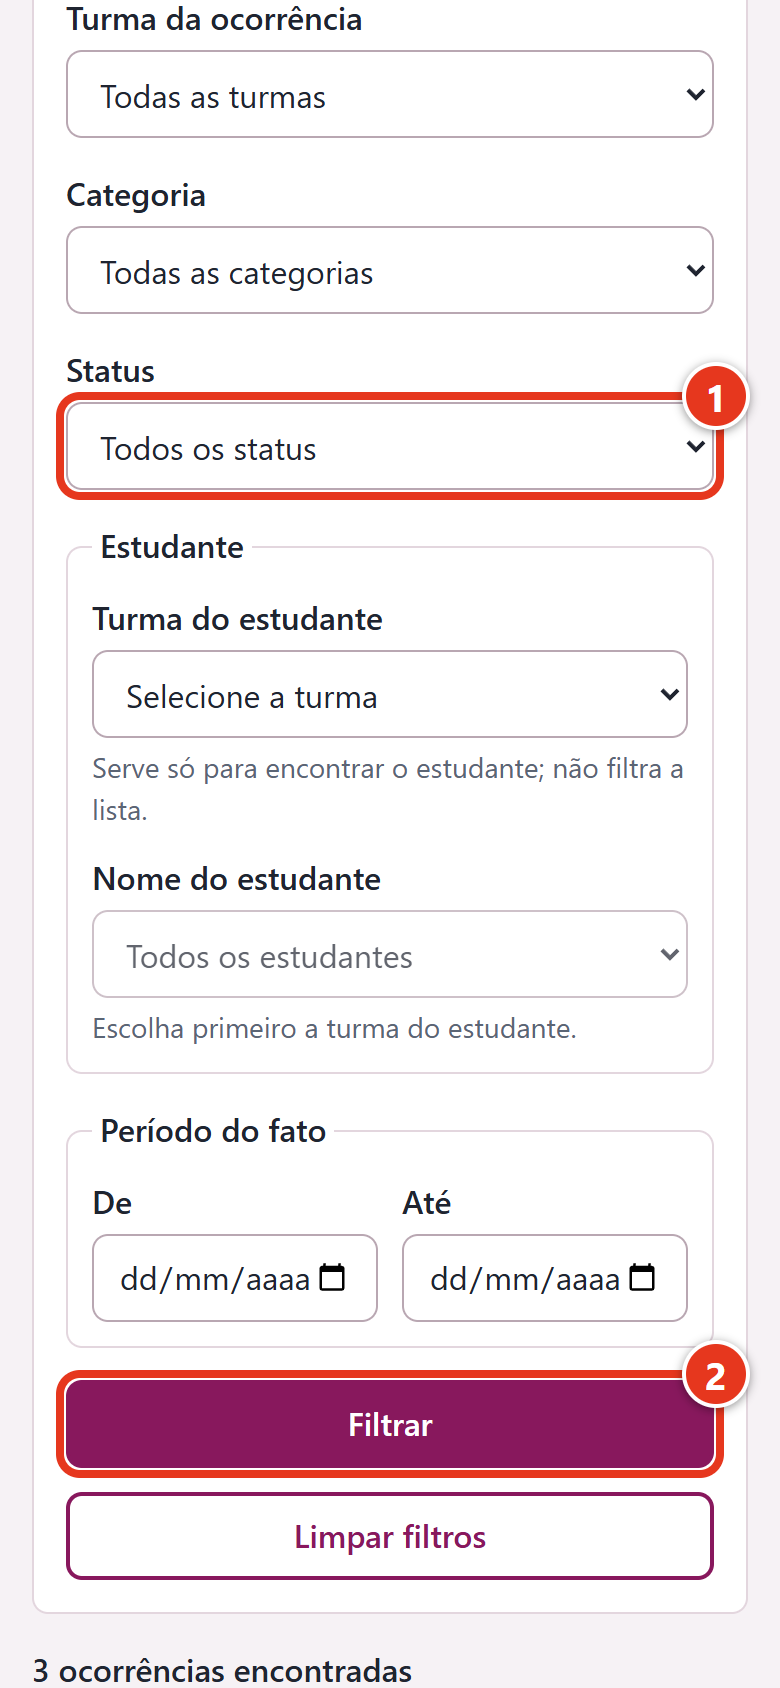 Turma da ocorrência
Todas as turmas
Categoria
Todas as categorias
Status
1
Todos os status
Estudante
Turma do estudante
Selecione a turma
Serve só para encontrar o estudante; não filtra a
lista.
Nome do estudante
Todos os estudantes
Escolha primeiro a turma do estudante.
Período do fato
De Até
dd/mm/aaaa dd/mm/aaaa
2
Filtrar
Limpar filtros
3 ocorrências encontradas